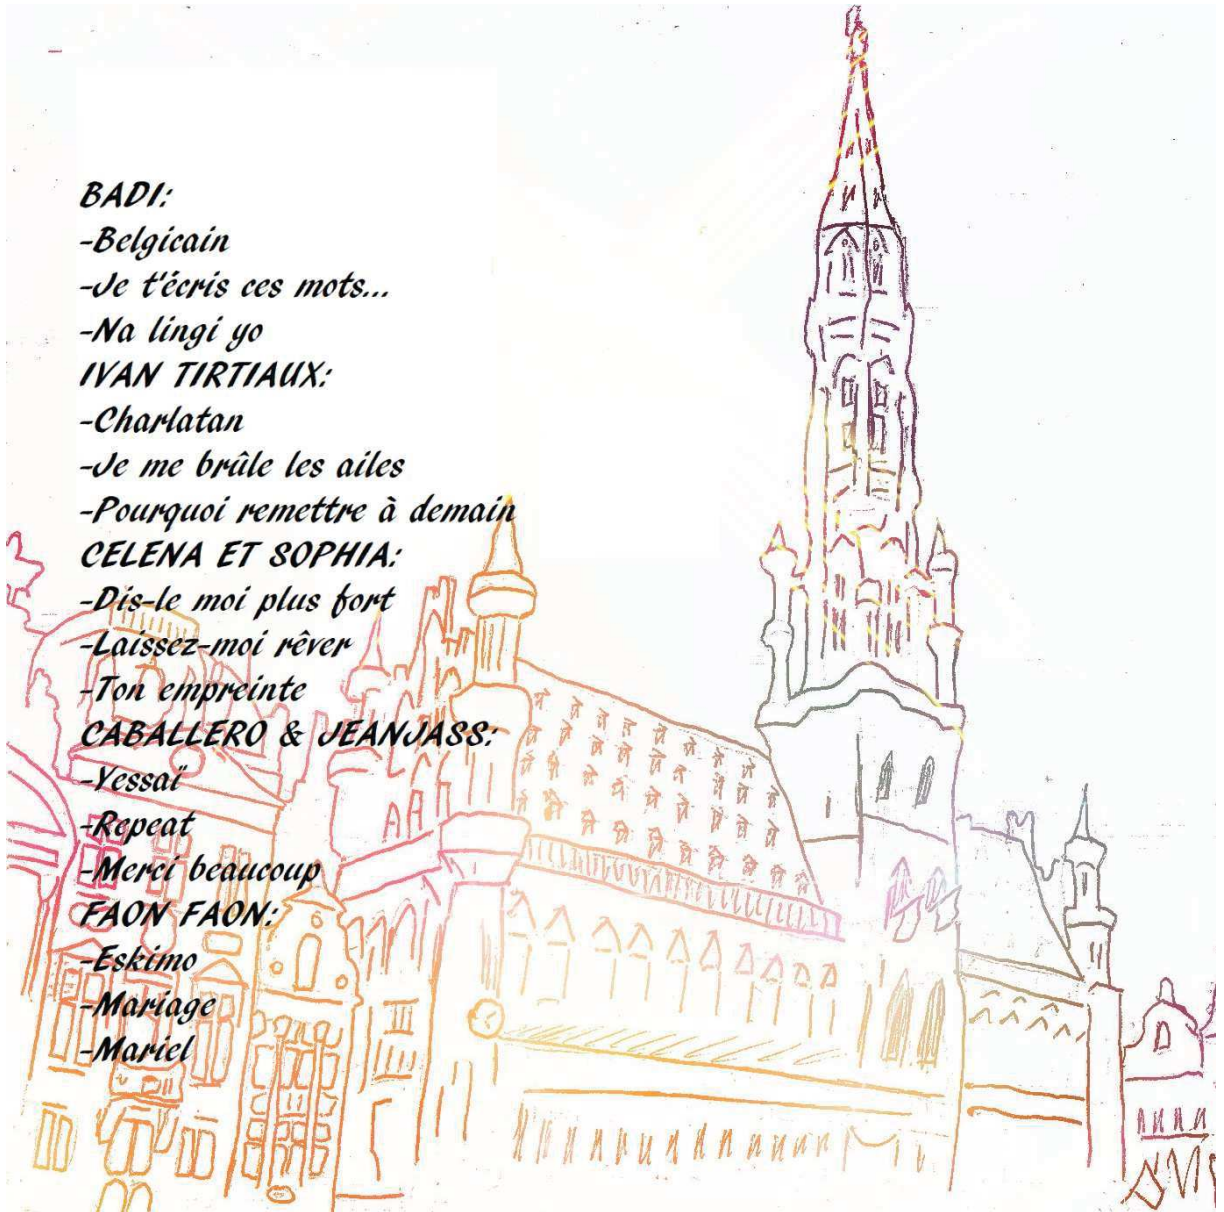 BADI:
-Belgicain
-Je t'écris ces mots...
-Na lingi yo
IVAN TIRTIAUX:
-Charlatan
-Je me brûle les ailes
-Pourquoi remettre à demain
CELENA ET SOPHIA:
-Dis-le moi plus fort
-Laissez-moi rêver
-Ton empreinte
CABALLERO & JEANJASS:
-Yessaï
-Repeat
-Merci beaucoup
FAON FAON:
-Eskimo
-Mariage
-Mariel